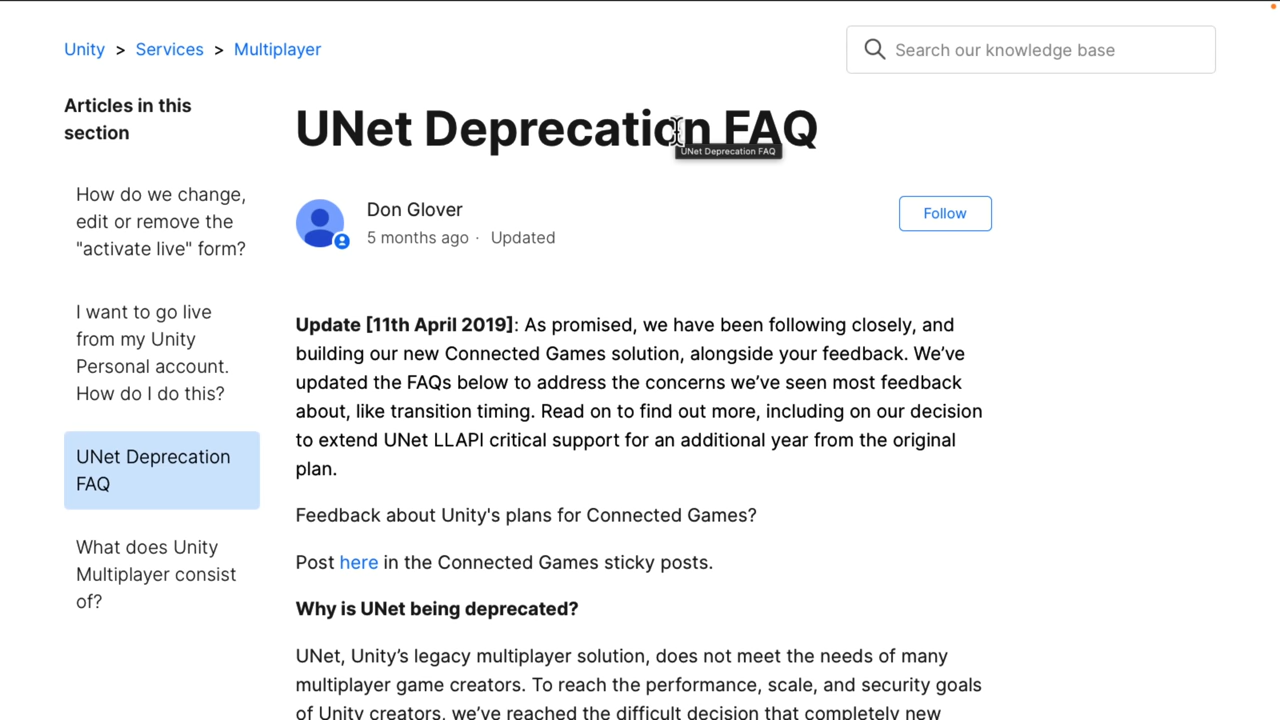 Unity > Services > Multiplayer
Search our knowledge base
Articles in this
section
How do we change,
edit or remove the
"activate live" form?
I want to go live
from my Unity
Personal account.
How do I do this?
UNet Deprecation
FAQ
What does Unity
Multiplayer consist
of?
UNet Deprecation FAQ
UNet Deprecation FAQ
Don Glover
5 months ago · Updated
Follow
Update [11th April 2019]: As promised, we have been following closely, and
building our new Connected Games solution, alongside your feedback. We’ve
updated the FAQs below to address the concerns we’ve seen most feedback
about, like transition timing. Read on to find out more, including on our decision
to extend UNet LLAPI critical support for an additional year from the original
plan.
Feedback about Unity's plans for Connected Games?
Post here in the Connected Games sticky posts.
Why is UNet being deprecated?
UNet, Unity’s legacy multiplayer solution, does not meet the needs of many
multiplayer game creators. To reach the performance, scale, and security goals
of Unity creators, we’ve reached the difficult decision that completely new